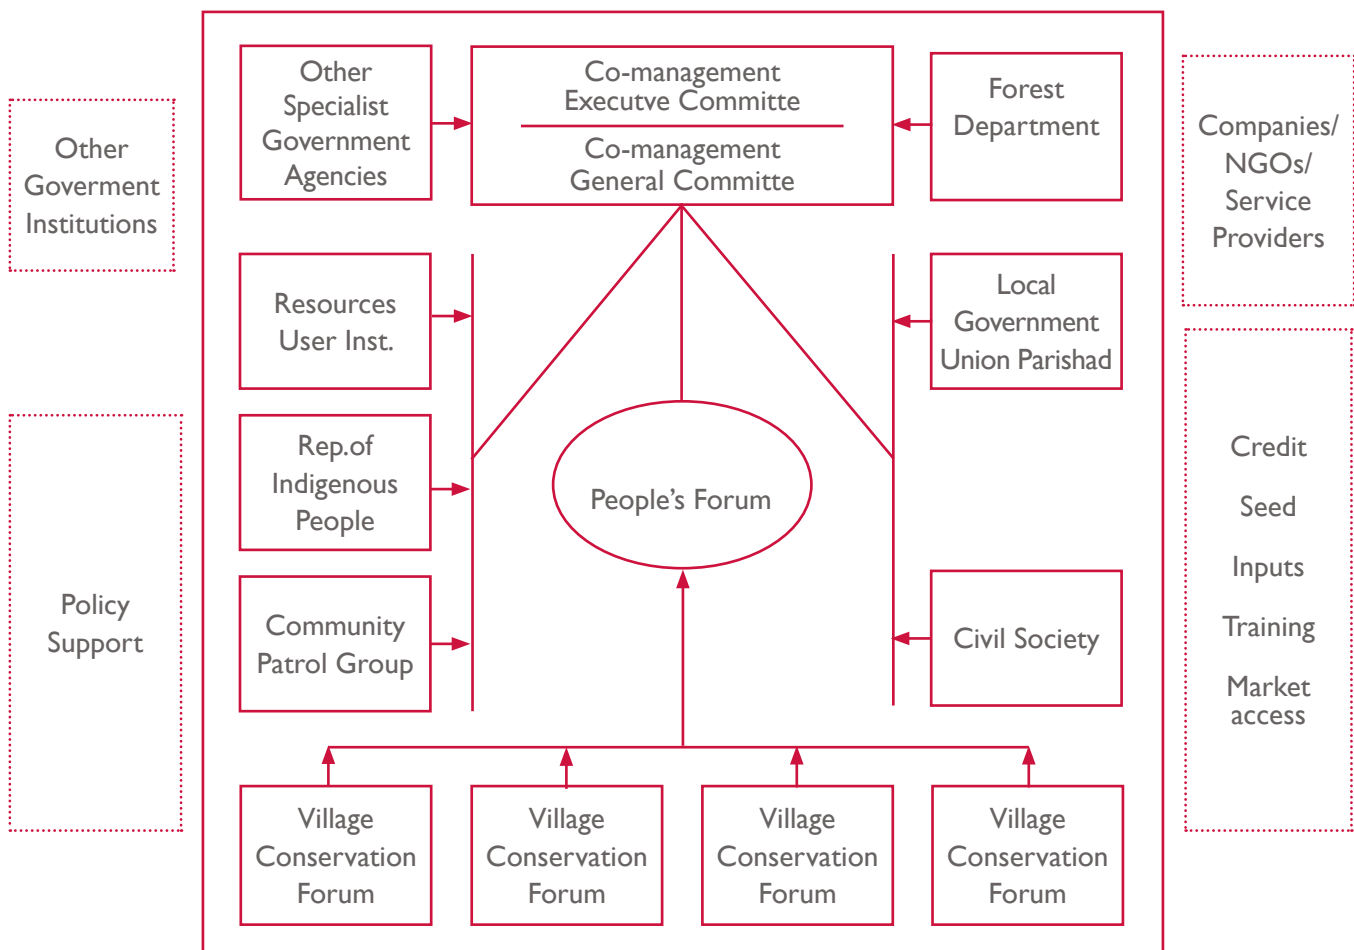 Other
Specialist
Government
Agencies
Co-management
Executve Committe
Co-management
General Committe
Forest
Department
Other
Goverment
Institutions
Companies/
NGOs/
Service
Providers
Resources
User Inst.
Local
Government
Union Parishad
Rep.of
Indigenous
People
People’s Forum
Policy
Support
Credit
Seed
Inputs
Training
Market
access
Community
Patrol Group
Civil Society
Village
Conservation
Forum
Village
Conservation
Forum
Village
Conservation
Forum
Village
Conservation
Forum